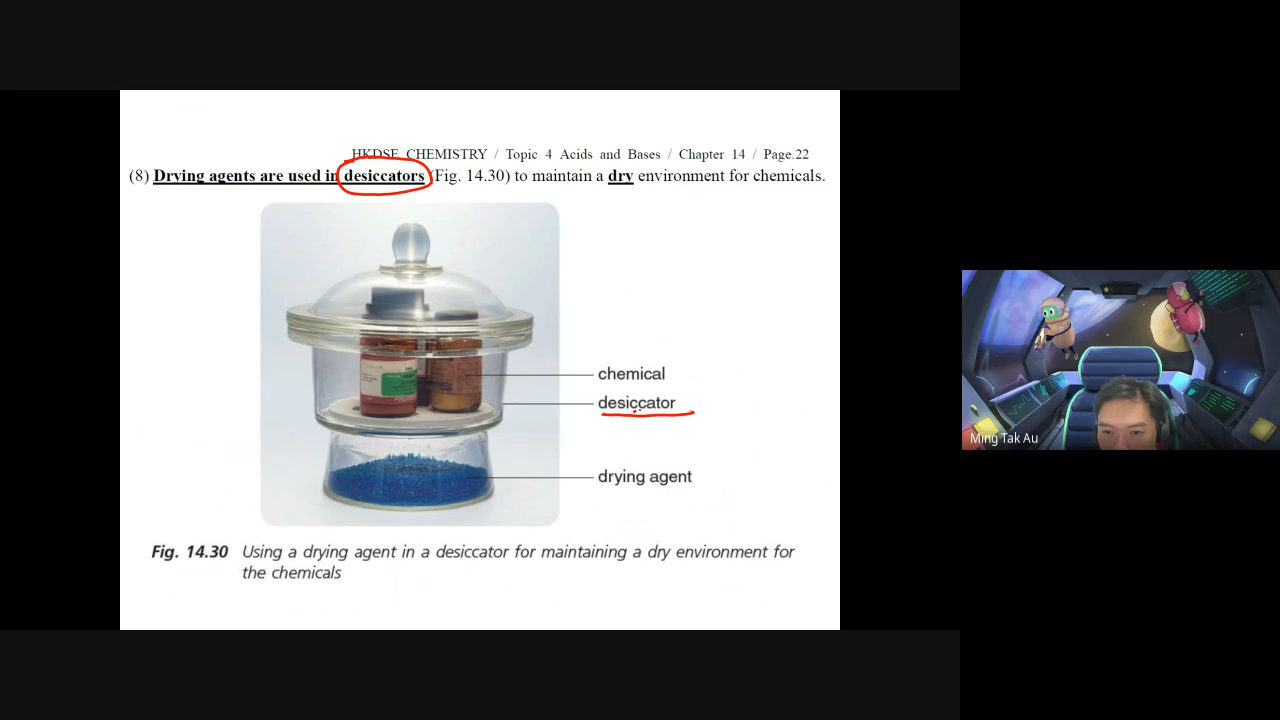 HKDSE CHEMISTRY / Topic 4 Acids and Bases / Chapter 14 / Page.22
(8) Drying agents are used in desiccators (Fig. 14.30) to maintain a dry environment for chemicals.
chemical
desiccator
drying agent
Fig. 14.30 Using a drying agent in a desiccator for maintaining a dry environment for
the chemicals
Ming Tak Au